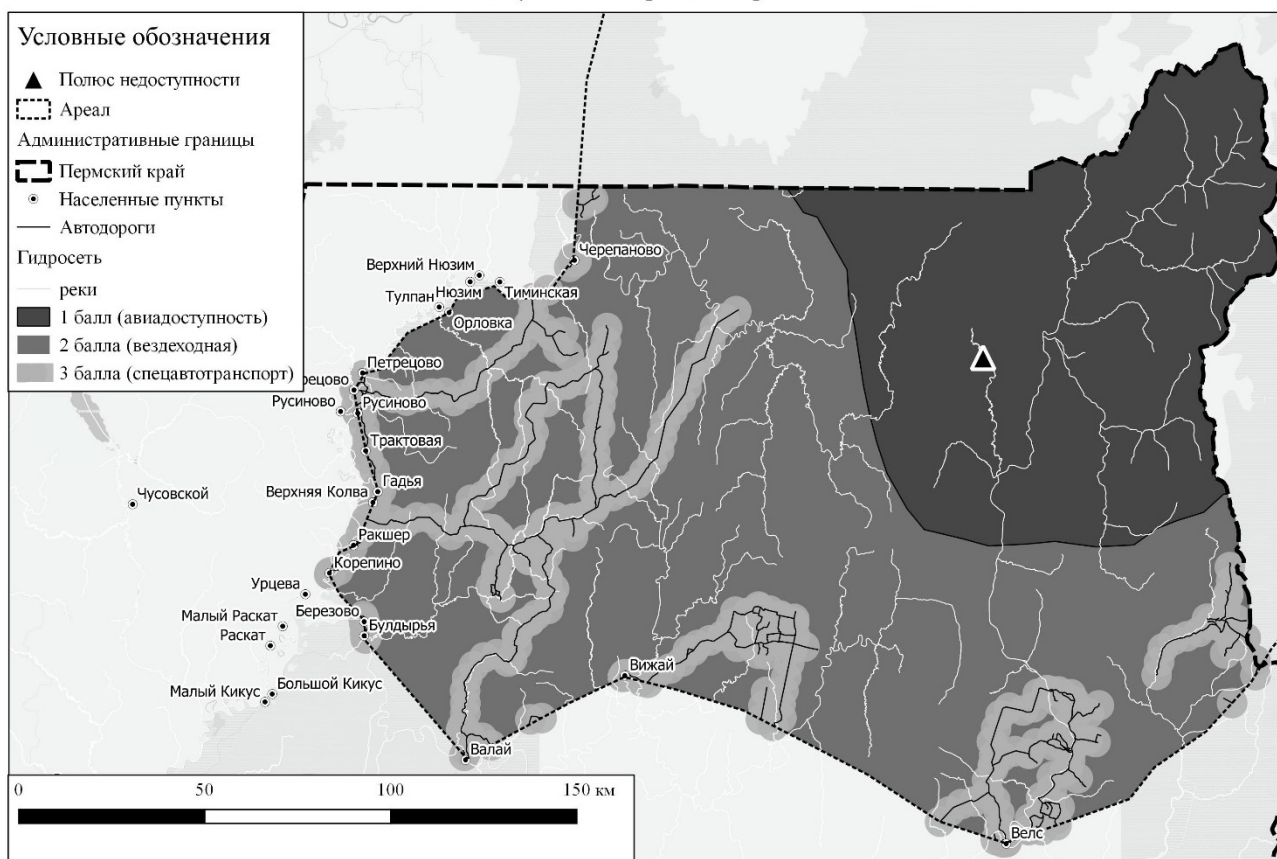 Условные обозначения
Полюс недоступности
Ареал
Административные границы
Пермский край
Населенные пункты
Автодороги
Гидросеть
реки
1 балл (авиадоступность)
2 балла (вездеходная)
3 балла (спецавтотранспорт)
Черепаново
Верхний Нюзим
Нюзим
Тиминская
Тулпан
Орловка
Петрецово
рецово
Русиново
Русиново
Трактовая
Гадья
Верхняя Колва
Чусовской
Ракшер
Корепино
Урцева
Березово
Малый Раскат
Булдырья
Раскат
Вижай
Большой Кикус
Малый Кикус
Валай
0 50 100 150 км
Велс